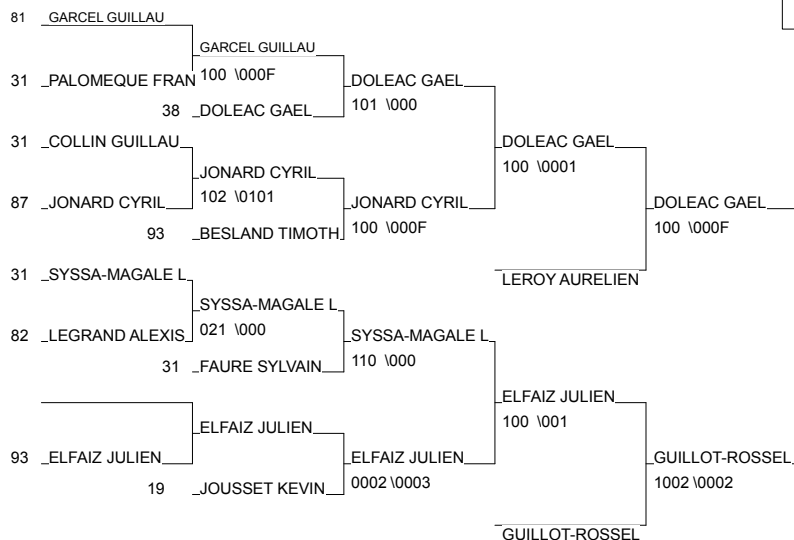 81 GARCEL GUILLAU
GARCEL GUILLAU
31 PALOMEQUE FRAN 100 \000F DOLEAC GAEL
38 DOLEAC GAEL 101 \000
31 COLLIN GUILLAU DOLEAC GAEL
JONARD CYRIL 100 \0001
87 JONARD CYRIL 102 \0101 JONARD CYRIL DOLEAC GAEL
93 BESLAND TIMOTH 100 \000F 100 \000F
31 SYSSA-MAGALE L LEROY AURELIEN
SYSSA-MAGALE L
82 LEGRAND ALEXIS 021 \000 SYSSA-MAGALE L
31 FAURE SYLVAIN 110 \000
ELFAIZ JULIEN
ELFAIZ JULIEN 100 \001
93 ELFAIZ JULIEN ELFAIZ JULIEN GUILLOT-ROSSEL
19 JOUSSET KEVIN 0002 \0003 1002 \0002
GUILLOT-ROSSEL